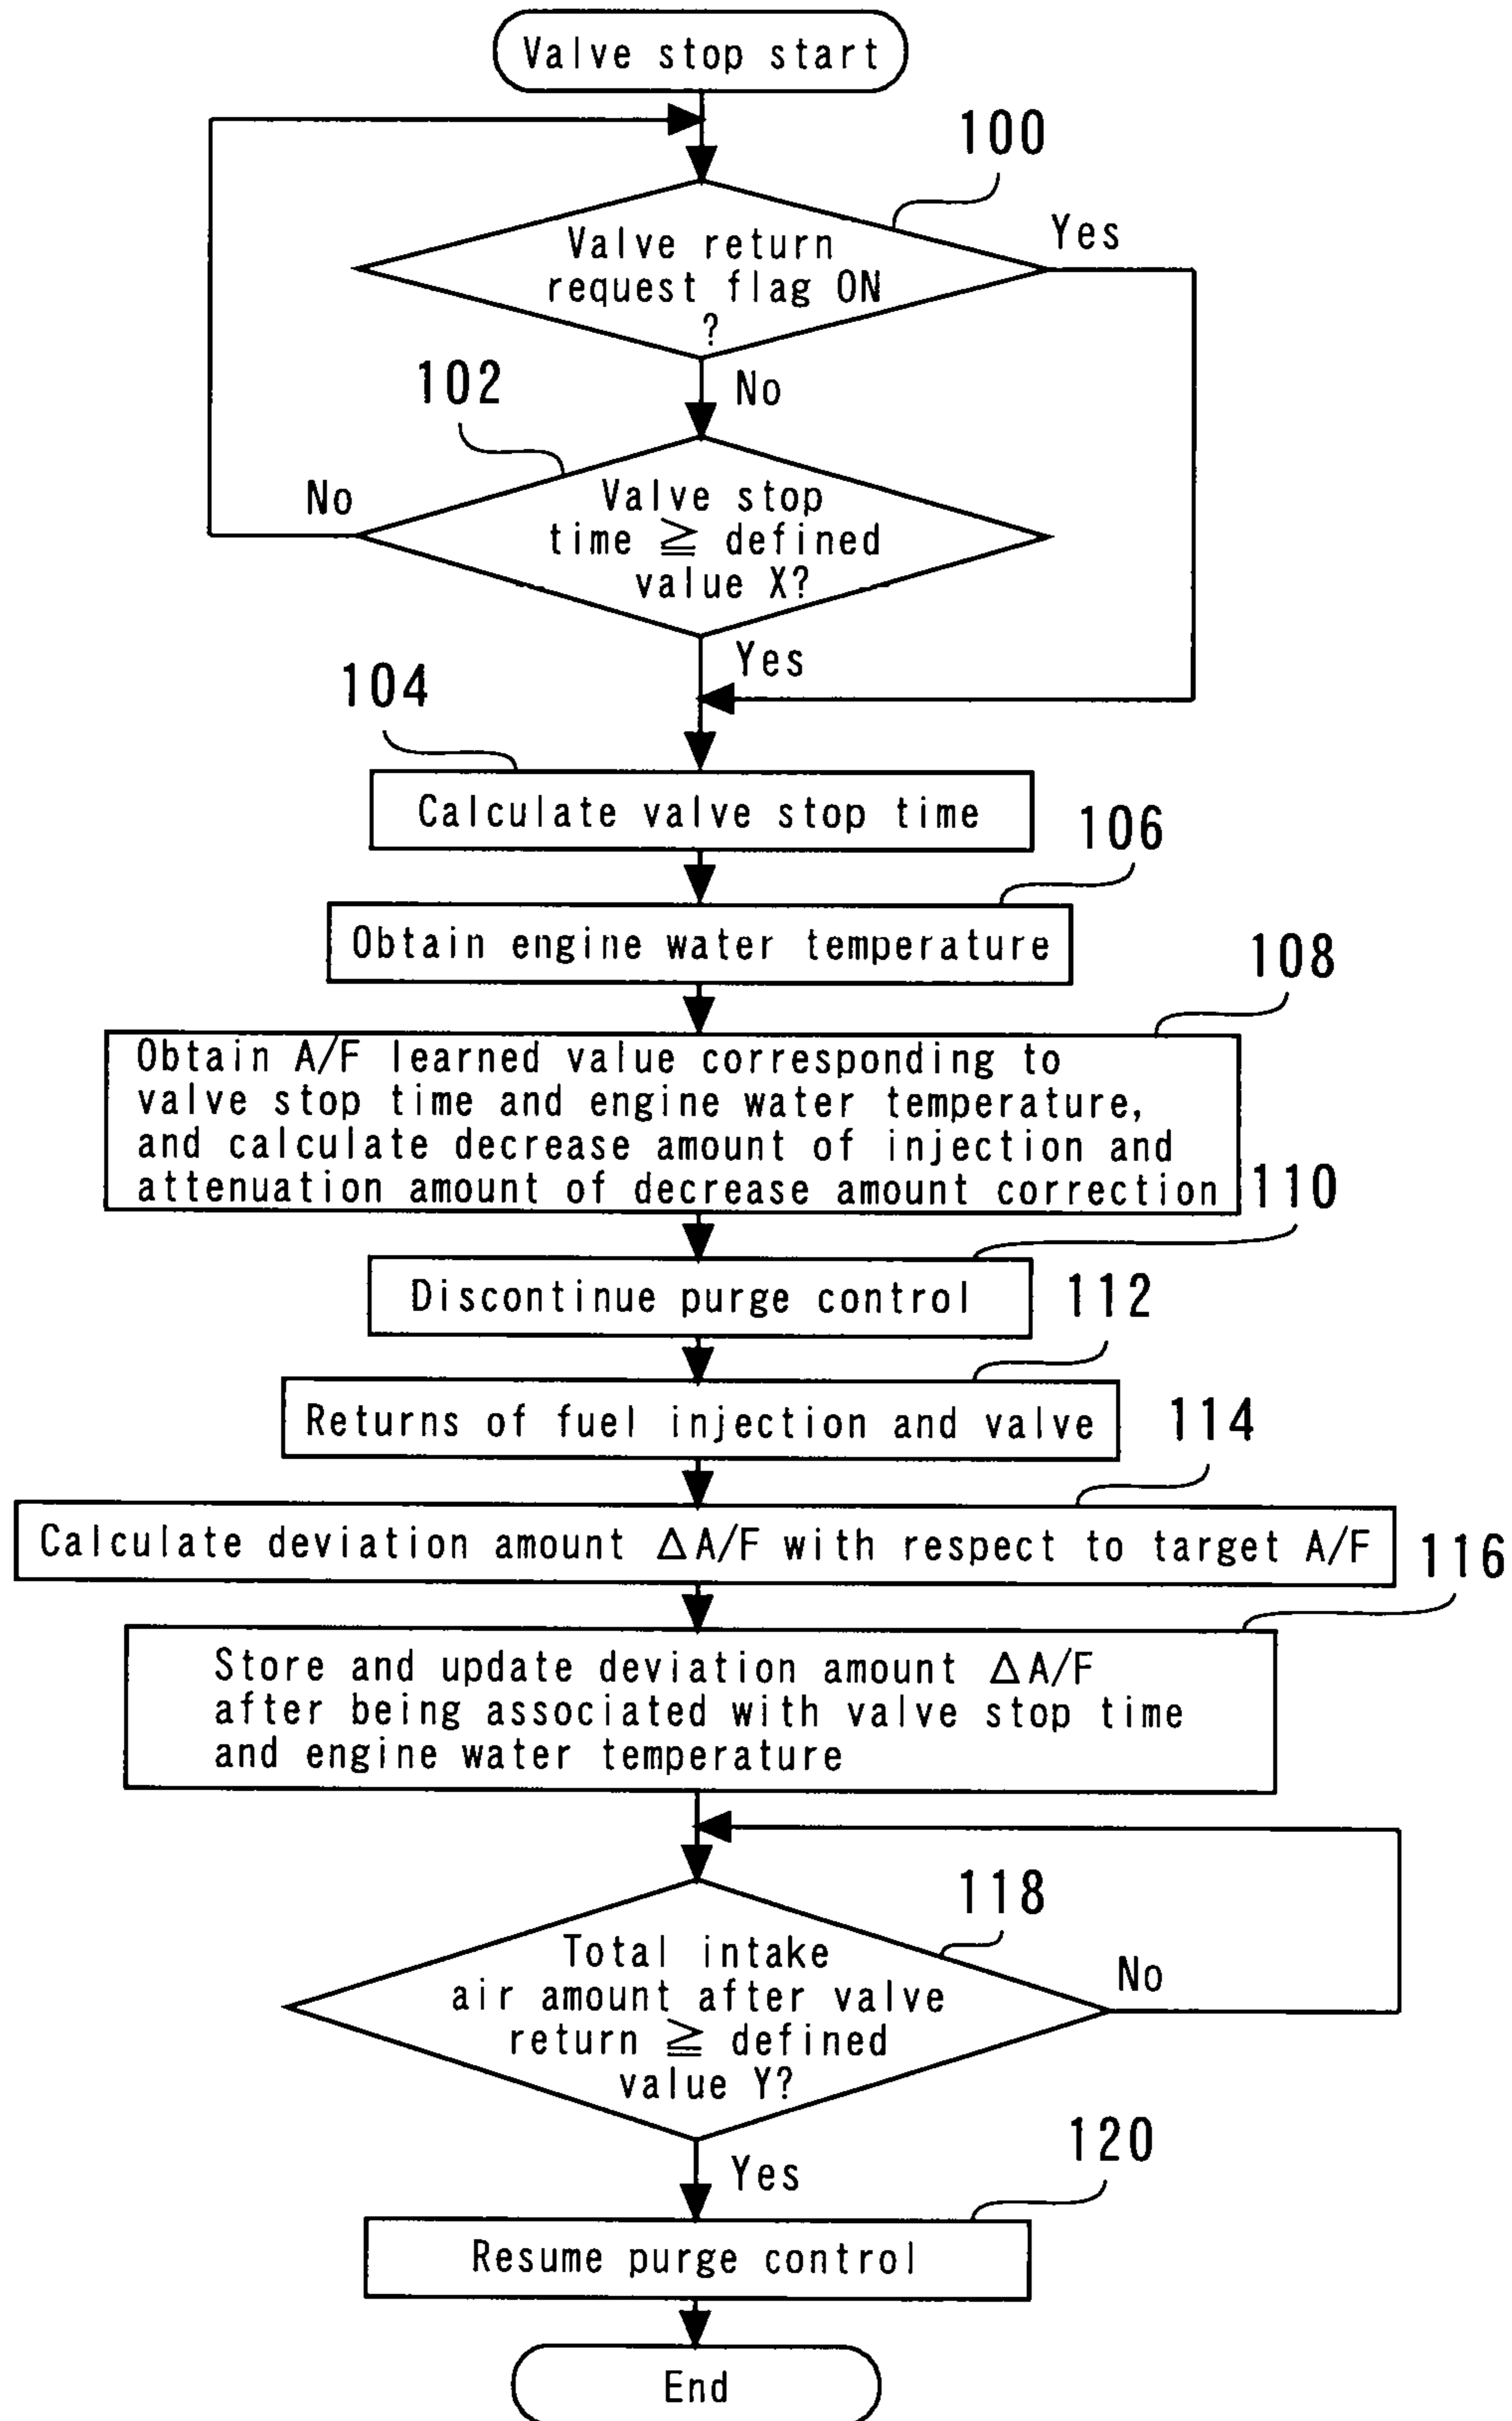 Valve stop start
100
Valve return
request flag ON
?
Yes
No
102
Valve stop
time ≧ defined
value X?
No
Yes
104
Calculate valve stop time
106
Obtain engine water temperature
108
Obtain A/F learned value corresponding to
valve stop time and engine water temperature,
and calculate decrease amount of injection and
attenuation amount of decrease amount correction
110
Discontinue purge control
112
Returns of fuel injection and valve
114
Calculate deviation amount ΔA/F with respect to target A/F
116
Store and update deviation amount ΔA/F
after being associated with valve stop time
and engine water temperature
118
Total intake
air amount after valve
return ≧ defined
value Y?
No
Yes
120
Resume purge control
End